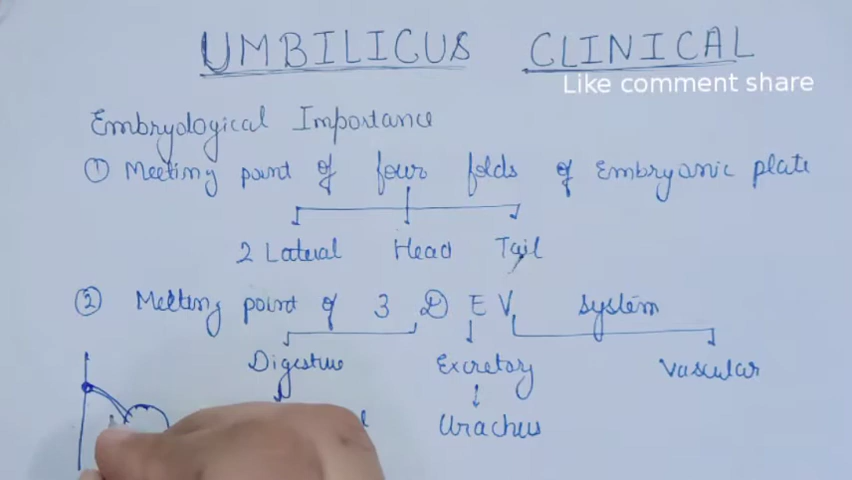 UMBILICUS CLINICAL
Like comment share
Embryological Importance
① Meeting point of four folds of Embryonic plate
2 Lateral Head Tail
② Meeting point of 3 D E V system
Digestive Excretory Vascular
Urachus